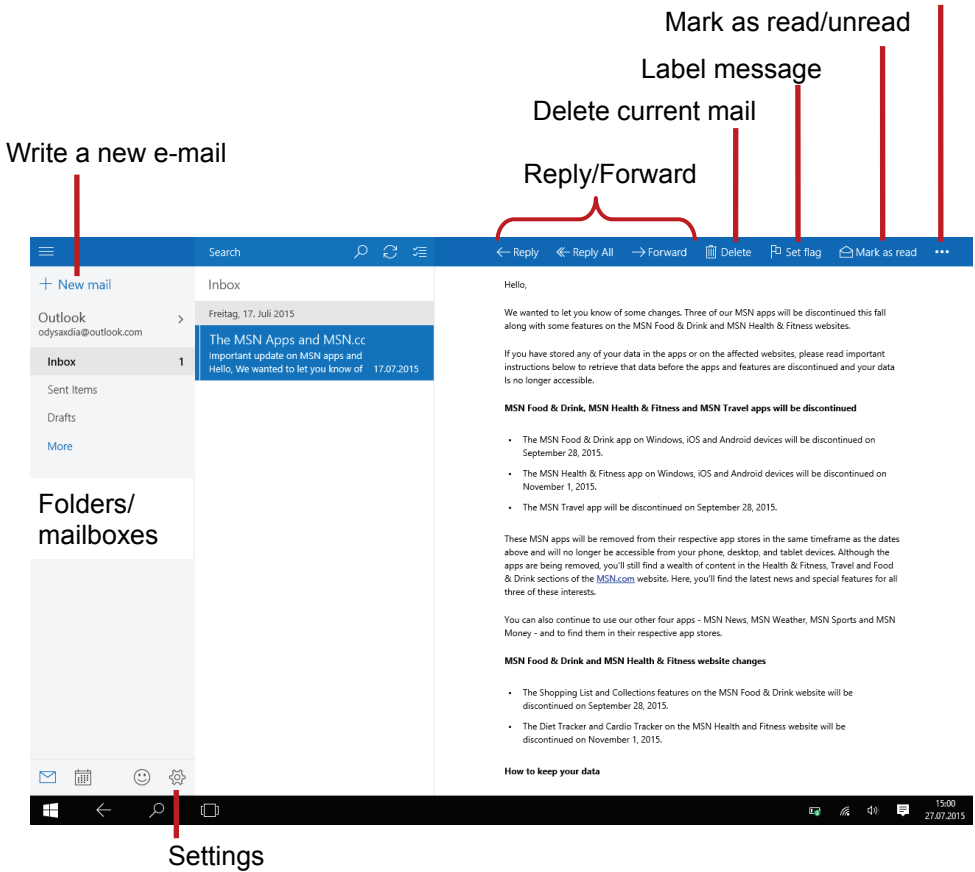 Mark as read/unread
Label message
Delete current mail
Write a new e-mail
Reply/Forward
Search
Reply
Reply All
Forward
Delete
Set flag
Mark as read
New mail
Outlook
odysaxdia@outlook.com
Inbox 1
Sent Items
Drafts
More
Folders/
mailboxes
Inbox
Freitag, 17. Juli 2015
The MSN Apps and MSN.cc
Important update on MSN apps and
Hello, We wanted to let you know of 17.07.2015
Hello,
We wanted to let you know of some changes. Three of our MSN apps will be discontinued this fall
along with some features on the MSN Food & Drink and MSN Health & Fitness websites.
If you have stored any of your data in the apps or on the affected websites, please read important
instructions below to retrieve that data before the apps and features are discontinued and your data
Is no longer accessible.
MSN Food & Drink, MSN Health & Fitness and MSN Travel apps will be discontinued
• The MSN Food & Drink app on Windows, iOS and Android devices will be discontinued on
September 28, 2015.
• The MSN Health & Fitness app on Windows, iOS and Android devices will be discontinued on
November 1, 2015.
• The MSN Travel app will be discontinued on September 28, 2015.
These MSN apps will be removed from their respective app stores in the same timeframe as the dates
above and will no longer be accessible from your phone, desktop, and tablet devices. Although the
apps are being removed, you'll still find a wealth of content in the Health & Fitness, Travel and Food
& Drink sections of the MSN.com website. Here, you'll find the latest news and special features for all
three of these interests.
You can also continue to use our other four apps - MSN News, MSN Weather, MSN Sports and MSN
Money - and to find them in their respective app stores.
MSN Food & Drink and MSN Health & Fitness website changes
• The Shopping List and Collections features on the MSN Food & Drink website will be
discontinued on September 28, 2015.
• The Diet Tracker and Cardio Tracker on the MSN Health and Fitness website will be
discontinued on November 1, 2015.
How to keep your data
15:00
27.07.2015
Settings